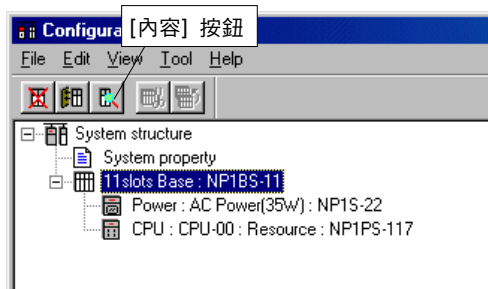 Configura
[內容] 按鈕
File Edit View Tool Help
System structure
System property
11slots Base : NP1BS-11
Power : AC Power(35W) : NP1S-22
CPU : CPU-00 : Resource : NP1PS-117